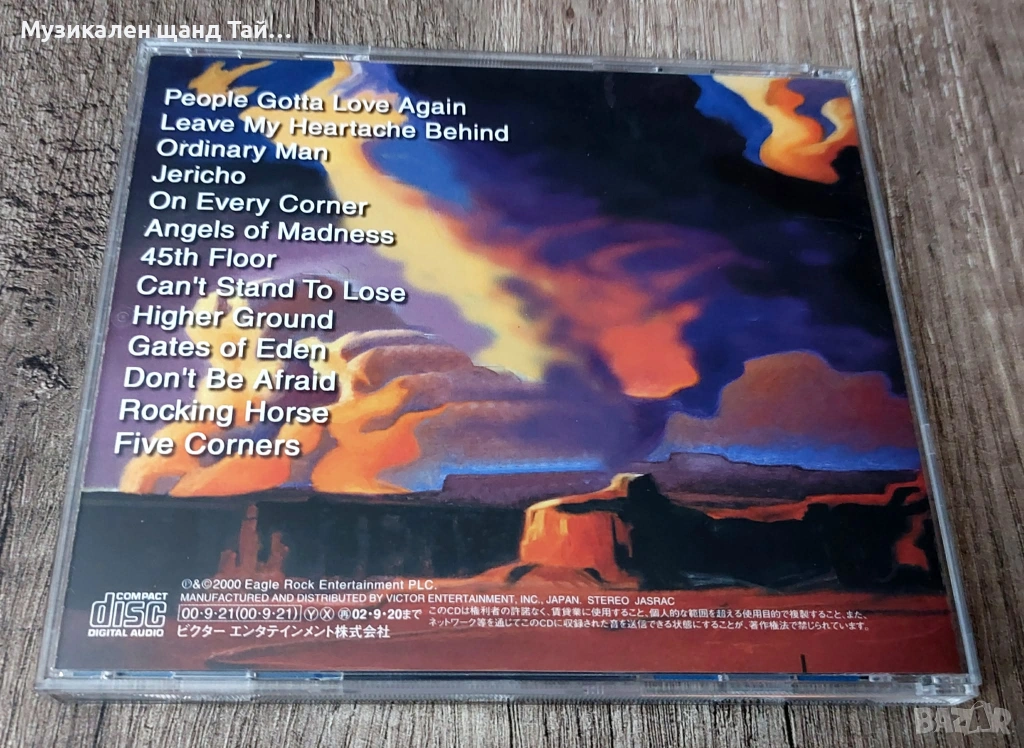 Музикален щанд Тай...
People Gotta Love Again
Leave My Heartache Behind
Ordinary Man
Jericho
On Every Corner
Angels of Madness
45th Floor
Can't Stand To Lose
Higher Ground
Gates of Eden
Don't Be Afraid
Rocking Horse
Five Corners
℗&©2000 Eagle Rock Entertainment PLC.
MANUFACTURED AND DISTRIBUTED BY VICTOR ENTERTAINMENT, INC., JAPAN. STEREO JASRAC
COMPACT
disc
DIGITAL AUDIO
00・9・21(00・9・21) Ⓨ Ⓧ ㊞ 02・9・20まで
ビクター エンタテインメント株式会社
このCDは権利者の許諾なく、賃貸業に使用すること、個人的な範囲を超える使用目的で複製すること、また、
ネットワーク等を通じてこのCDに収録された音を送信できる状態にすることが、著作権法で禁じられています。
BAZAR